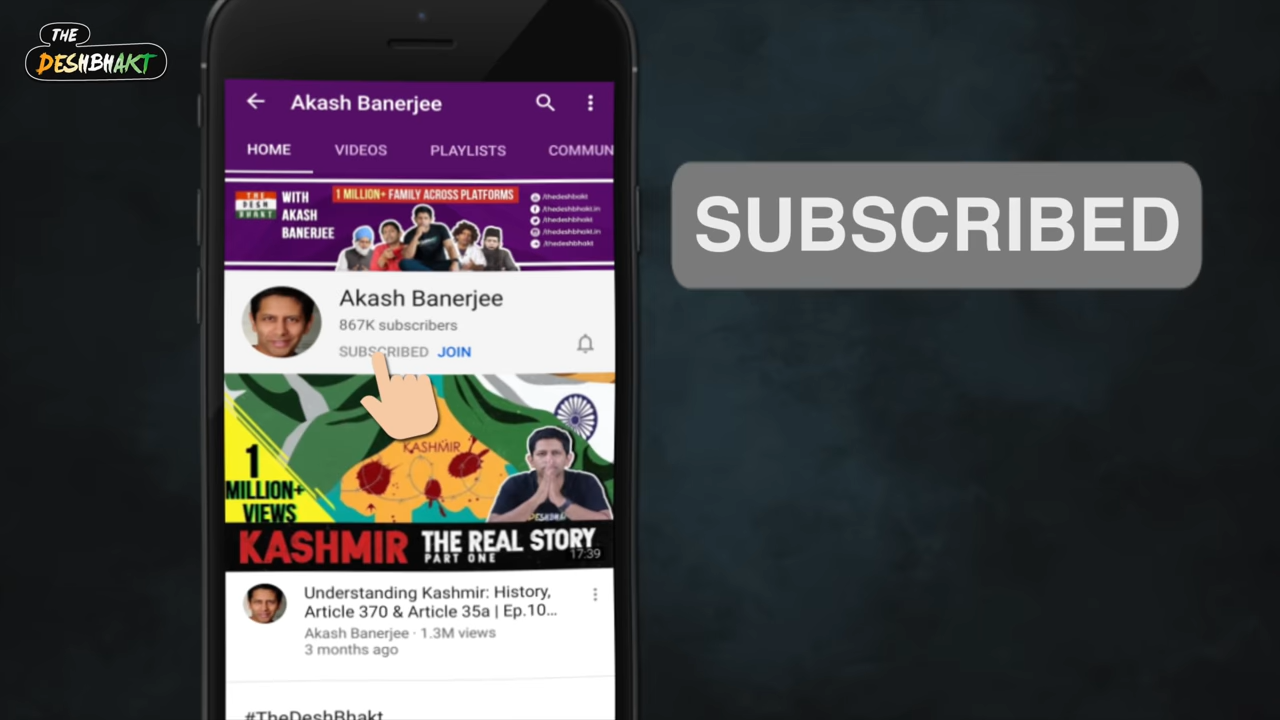 THE
DESHBHAKT
Akash Banerjee
HOME VIDEOS PLAYLISTS COMMUN
THE
DESH
BHAKT
WITH
AKASH
BANERJEE
1 MILLION+ FAMILY ACROSS PLATFORMS
/thedeshbakt
/thedeshbhakt.in
/thedeshbhakt
/thedeshbhakt.in
/thedeshbhakt
Akash Banerjee
867K subscribers
SUBSCRIBED JOIN
SUBSCRIBED
KASHMIR
1
MILLION+
VIEWS
DESHBHAKT
KASHMIR THE REAL STORY
PART ONE
17:39
Understanding Kashmir: History,
Article 370 & Article 35a | Ep.10...
Akash Banerjee · 1.3M views
3 months ago
#TheDeshBhakt